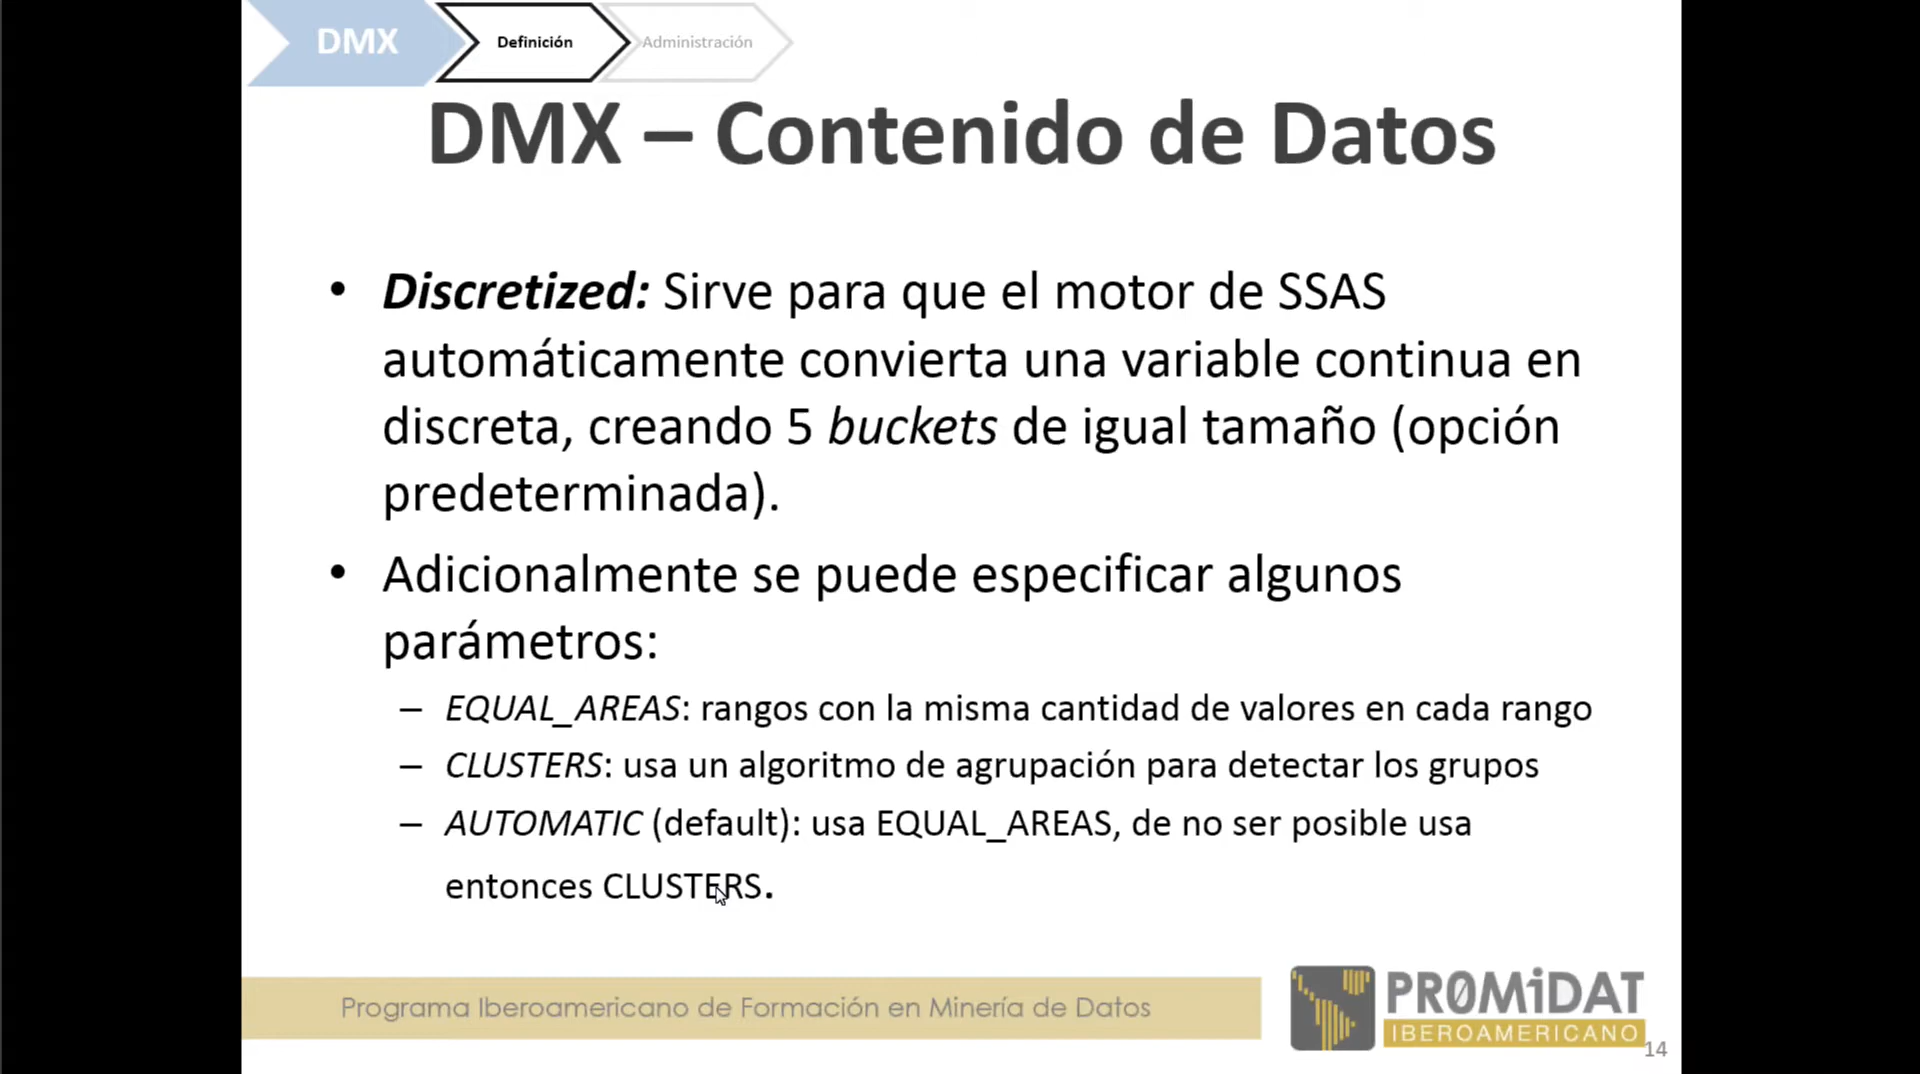 DMX
Definición
Administración
DMX – Contenido de Datos
• Discretized: Sirve para que el motor de SSAS
automáticamente convierta una variable continua en
discreta, creando 5 buckets de igual tamaño (opción
predeterminada).
• Adicionalmente se puede especificar algunos
parámetros:
– EQUAL_AREAS: rangos con la misma cantidad de valores en cada rango
– CLUSTERS: usa un algoritmo de agrupación para detectar los grupos
– AUTOMATIC (default): usa EQUAL_AREAS, de no ser posible usa
entonces CLUSTERS.
Programa Iberoamericano de Formación en Minería de Datos
PR0MiDAT
IBEROAMERICANO
14